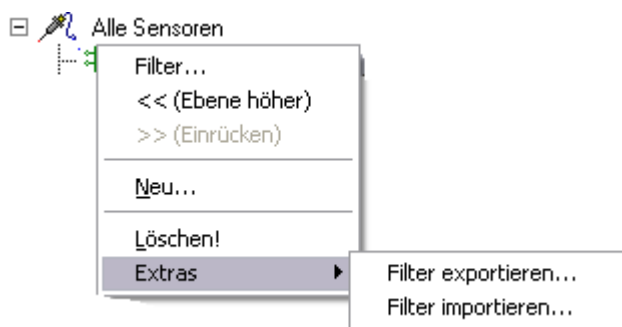 Alle Sensoren
Filter...
<< (Ebene höher)
>> (Einrücken)
Neu...
Löschen!
Extras
Filter exportieren...
Filter importieren...